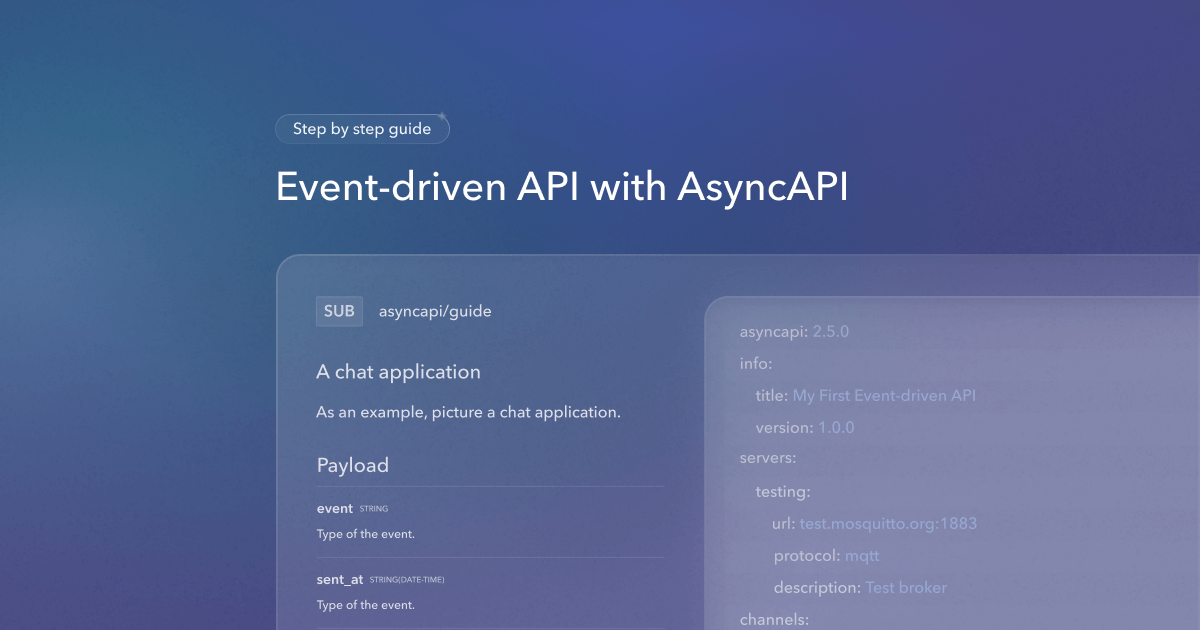 Step by step guide
Event-driven API with AsyncAPI
SUB asyncapi/guide
A chat application
As an example, picture a chat application.
Payload
event STRING
Type of the event.
sent_at STRING(DATE-TIME)
Type of the event.
asyncapi: 2.5.0
info:
title: My First Event-driven API
version: 1.0.0
servers:
testing:
url: test.mosquitto.org:1883
protocol: mqtt
description: Test broker
channels: